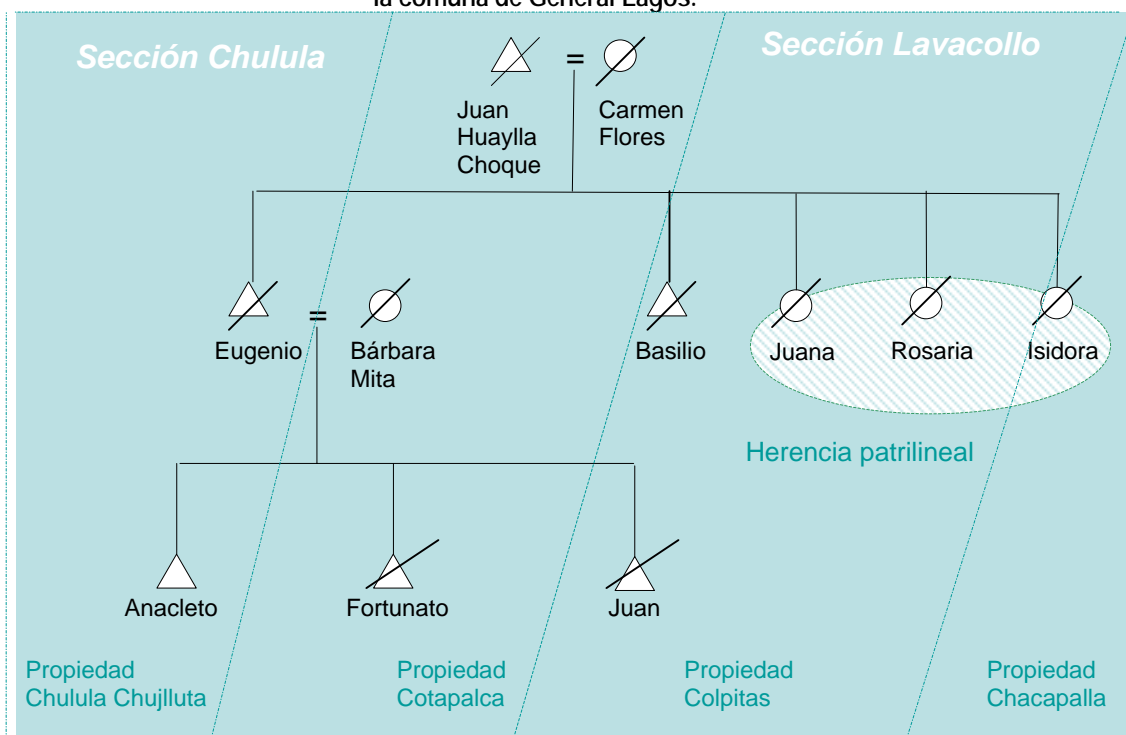 la comuna de General Lagos.
Sección Chulula
Sección Lavacollo
=
Juan
Huaylla
Choque
Carmen
Flores
=
Eugenio
Bárbara
Mita
Basilio
Juana
Rosaria
Isidora
Herencia patrilineal
Anacleto
Fortunato
Juan
Propiedad
Chulula Chujlluta
Propiedad
Cotapalca
Propiedad
Colpitas
Propiedad
Chacapalla